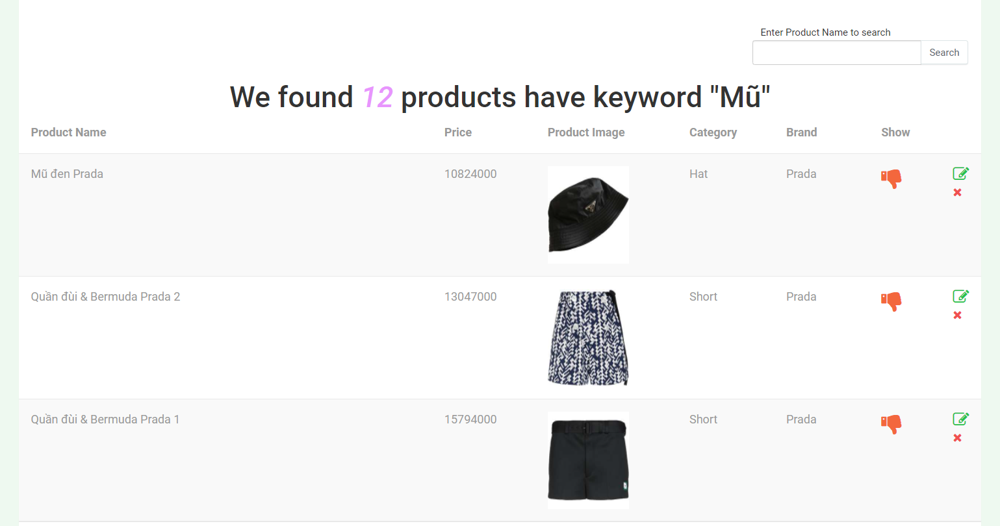 Enter Product Name to search
Search
We found 12 products have keyword "Mũ"
Product Name Price Product Image Category Brand Show
Mũ đen Prada 10824000 Hat Prada
Quần đùi & Bermuda Prada 2 13047000 Short Prada
Quần đùi & Bermuda Prada 1 15794000 Short Prada